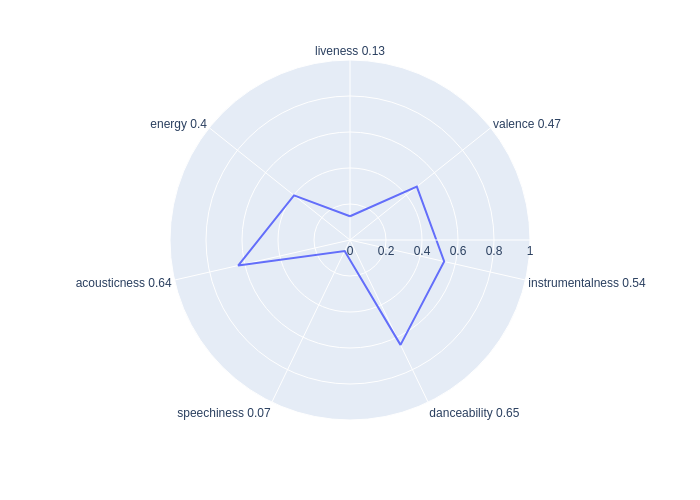 liveness 0.13
energy 0.4
valence 0.47
0 0.2 0.4 0.6 0.8 1
acousticness 0.64
instrumentalness 0.54
speechiness 0.07
danceability 0.65